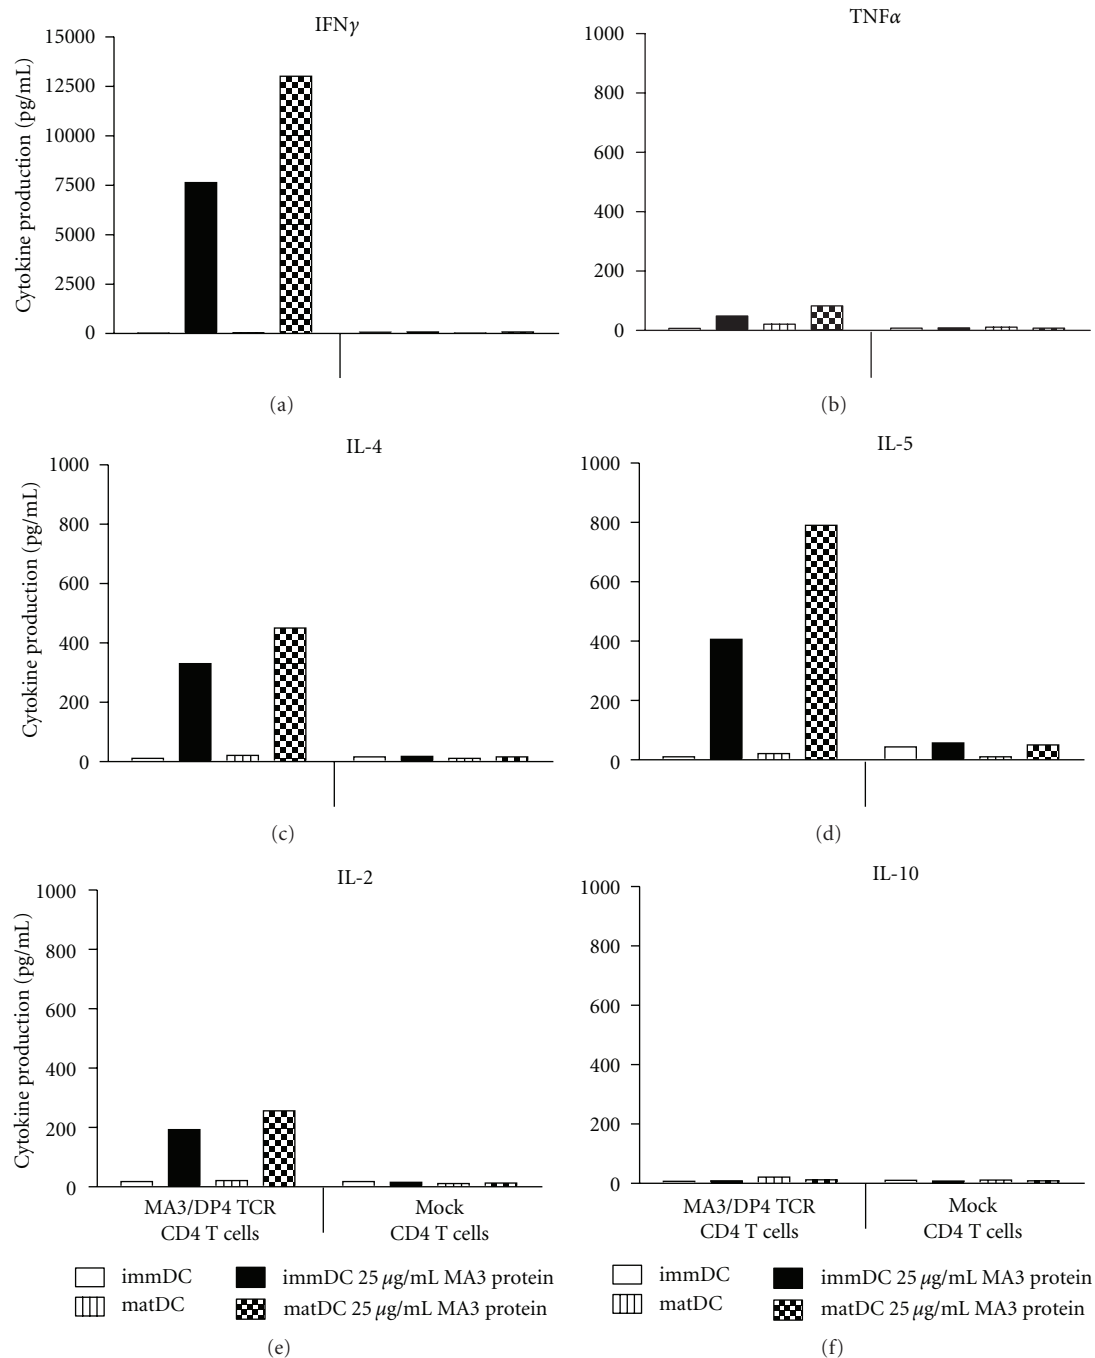 IFNγ
Cytokine production (pg/mL)
15000
12500
10000
7500
5000
2500
0
(a)
TNFα
1000
800
600
400
200
0
(b)
IL-4
Cytokine production (pg/mL)
1000
800
600
400
200
0
(c)
IL-5
1000
800
600
400
200
0
(d)
IL-2
Cytokine production (pg/mL)
1000
800
600
400
200
0
MA3/DP4 TCR
CD4 T cells
Mock
CD4 T cells
immDC
immDC 25 μg/mL MA3 protein
matDC
matDC 25 μg/mL MA3 protein
(e)
IL-10
1000
800
600
400
200
0
MA3/DP4 TCR
CD4 T cells
Mock
CD4 T cells
immDC
immDC 25 μg/mL MA3 protein
matDC
matDC 25 μg/mL MA3 protein
(f)